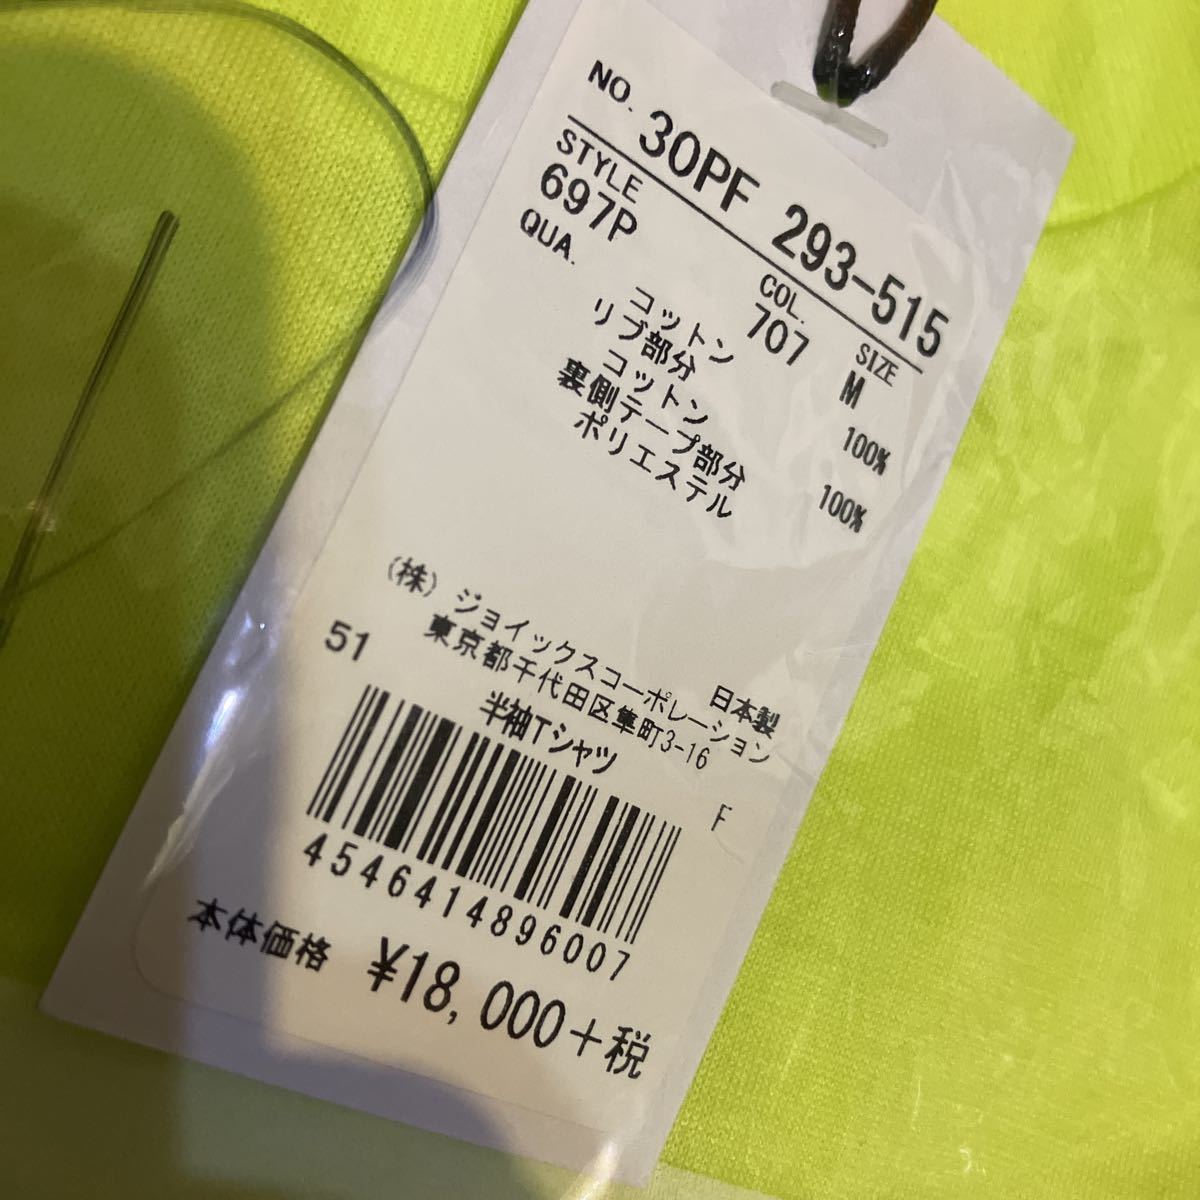 NO. 30PF 293-515
STYLE COL. SIZE
697P 707 M
QUA.
コットン 100%
リブ部分
コットン 100%
裏側テープ部分
ポリエステル
日本製
(株)ジョイックスコーポレーション
東京都千代田区隼町3-16
51 半袖Tシャツ F
4546414896007
本体価格 ¥18,000+税